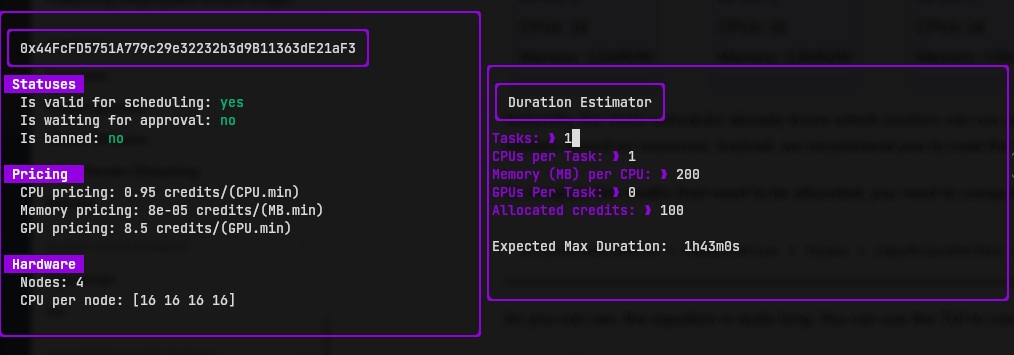 0x44FcFD5751A779c29e32232b3d9B11363dE21aF3
Statuses
Is valid for scheduling: yes
Is waiting for approval: no
Is banned: no
Pricing
CPU pricing: 0.95 credits/(CPU.min)
Memory pricing: 8e-05 credits/(MB.min)
GPU pricing: 8.5 credits/(GPU.min)
Hardware
Nodes: 4
CPU per node: [16 16 16 16]
Duration Estimator
Tasks: ❯ 1
CPUs per Task: ❯ 1
Memory (MB) per CPU: ❯ 200
GPUs Per Task: ❯ 0
Allocated credits: ❯ 100
Expected Max Duration: 1h43m0s